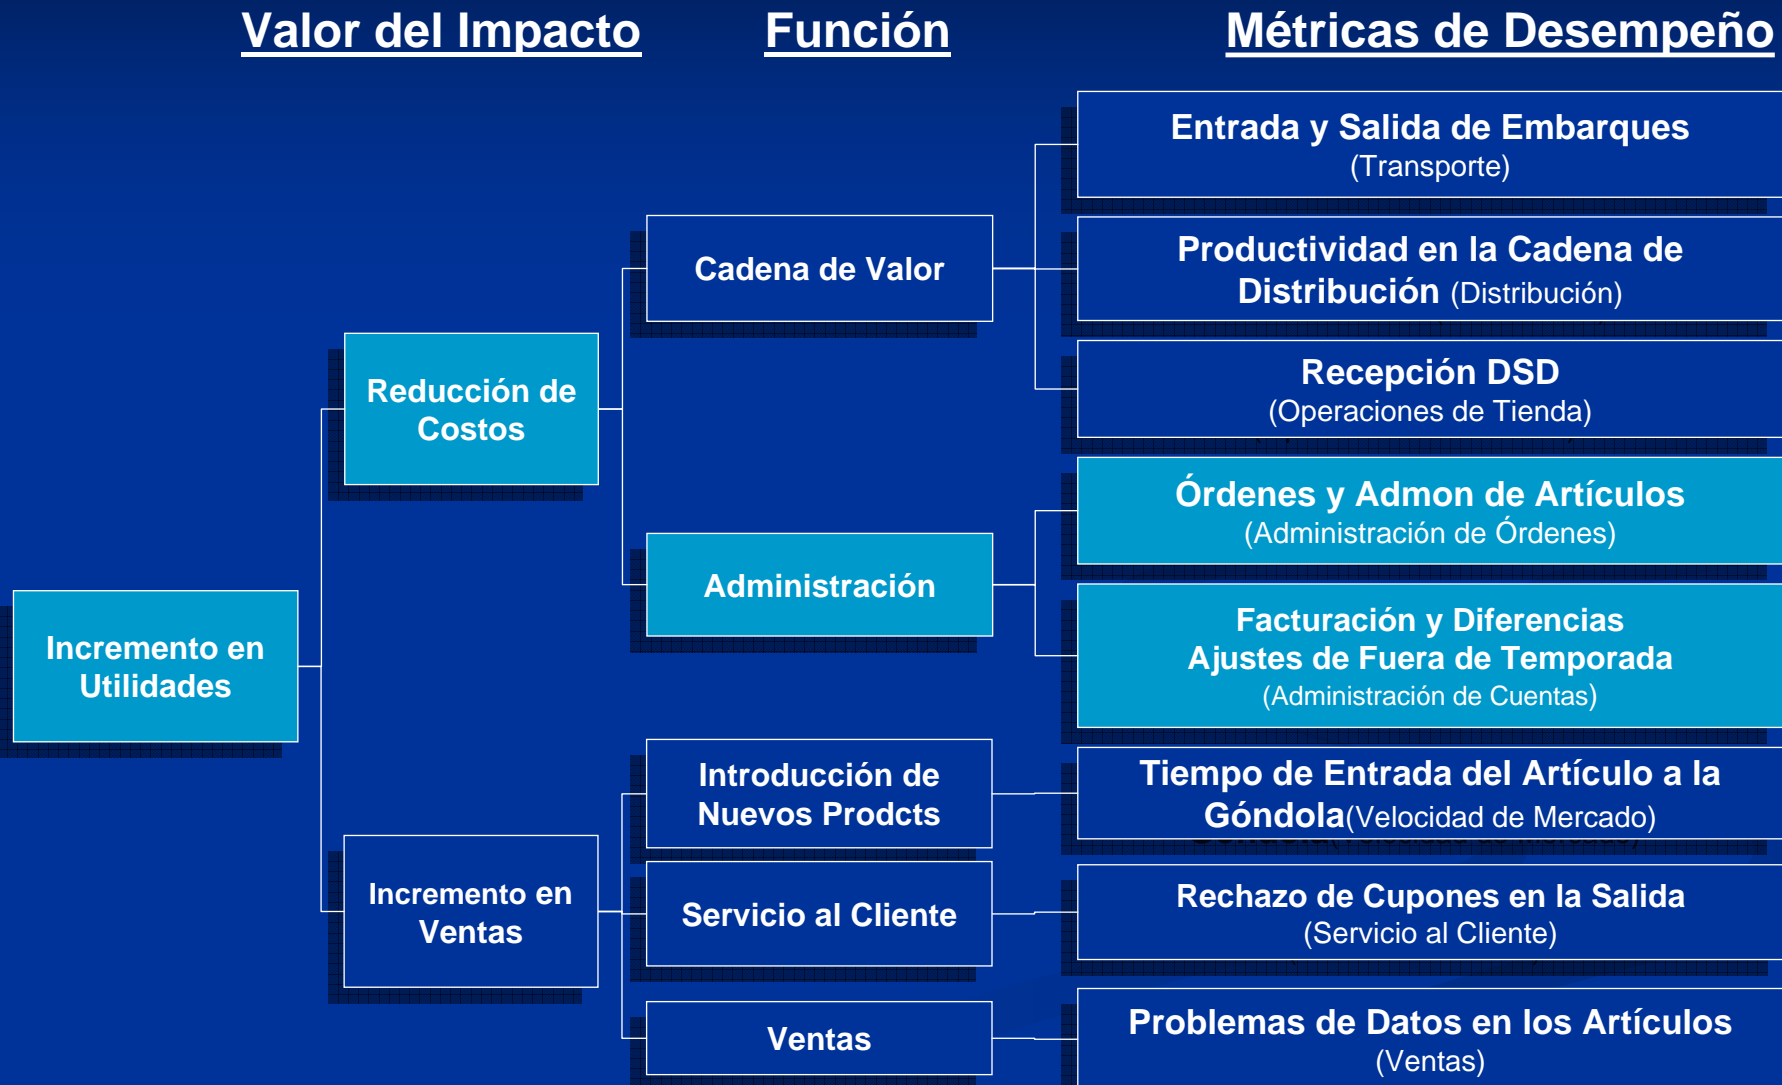 Valor del Impacto
Función
Métricas de Desempeño
Entrada y Salida de Embarques
(Transporte)
Cadena de Valor
Productividad en la Cadena de
Distribución (Distribución)
Reducción de
Costos
Recepción DSD
(Operaciones de Tienda)
Órdenes y Admon de Artículos
(Administración de Órdenes)
Administración
Facturación y Diferencias
Ajustes de Fuera de Temporada
(Administración de Cuentas)
Incremento en
Utilidades
Introducción de
Nuevos Prodcts
Tiempo de Entrada del Artículo a la
Góndola(Velocidad de Mercado)
Incremento en
Ventas
Servicio al Cliente
Rechazo de Cupones en la Salida
(Servicio al Cliente)
Ventas
Problemas de Datos en los Artículos
(Ventas)